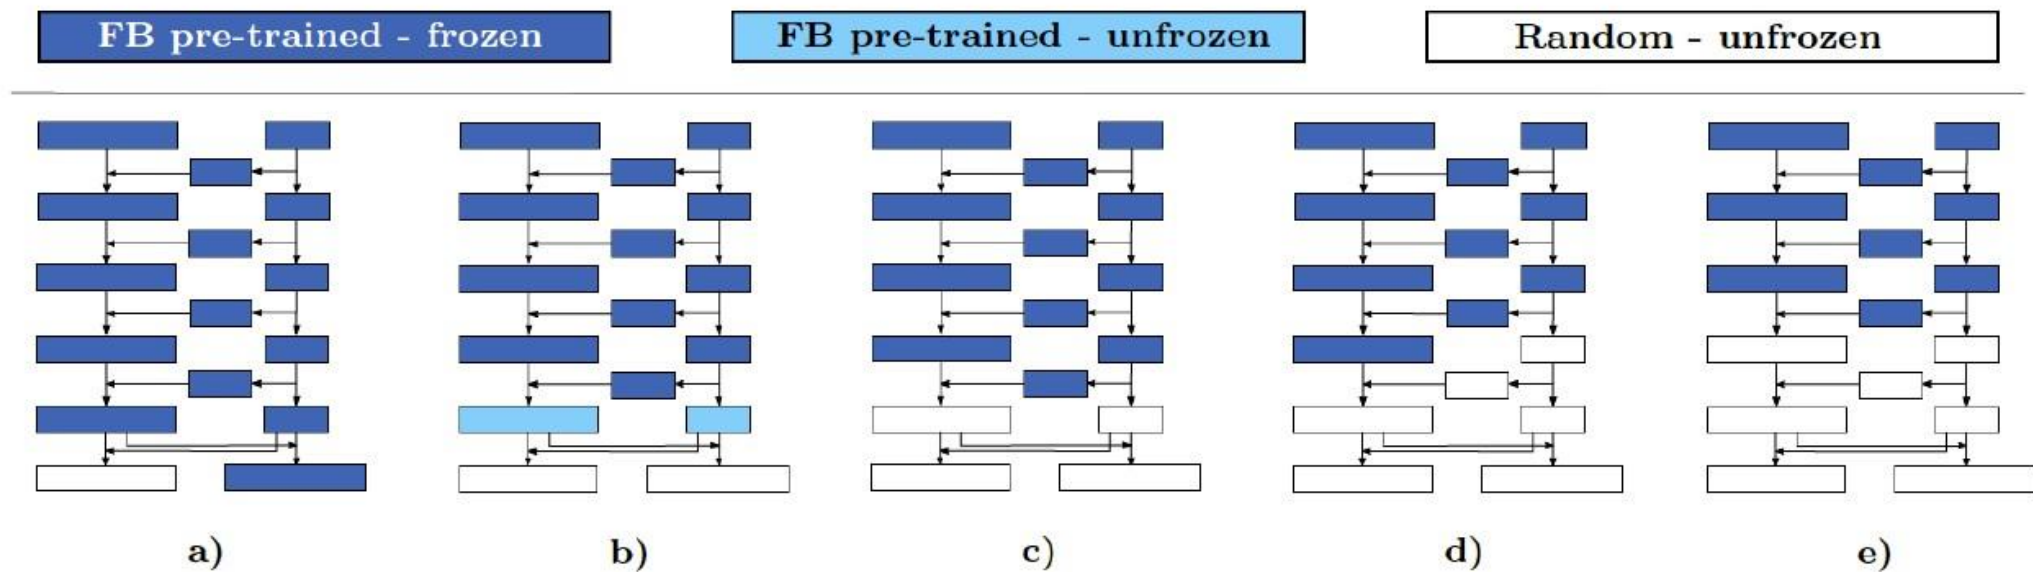 FB pre-trained - frozen
FB pre-trained - unfrozen
Random - unfrozen
a)
b)
c)
d)
e)